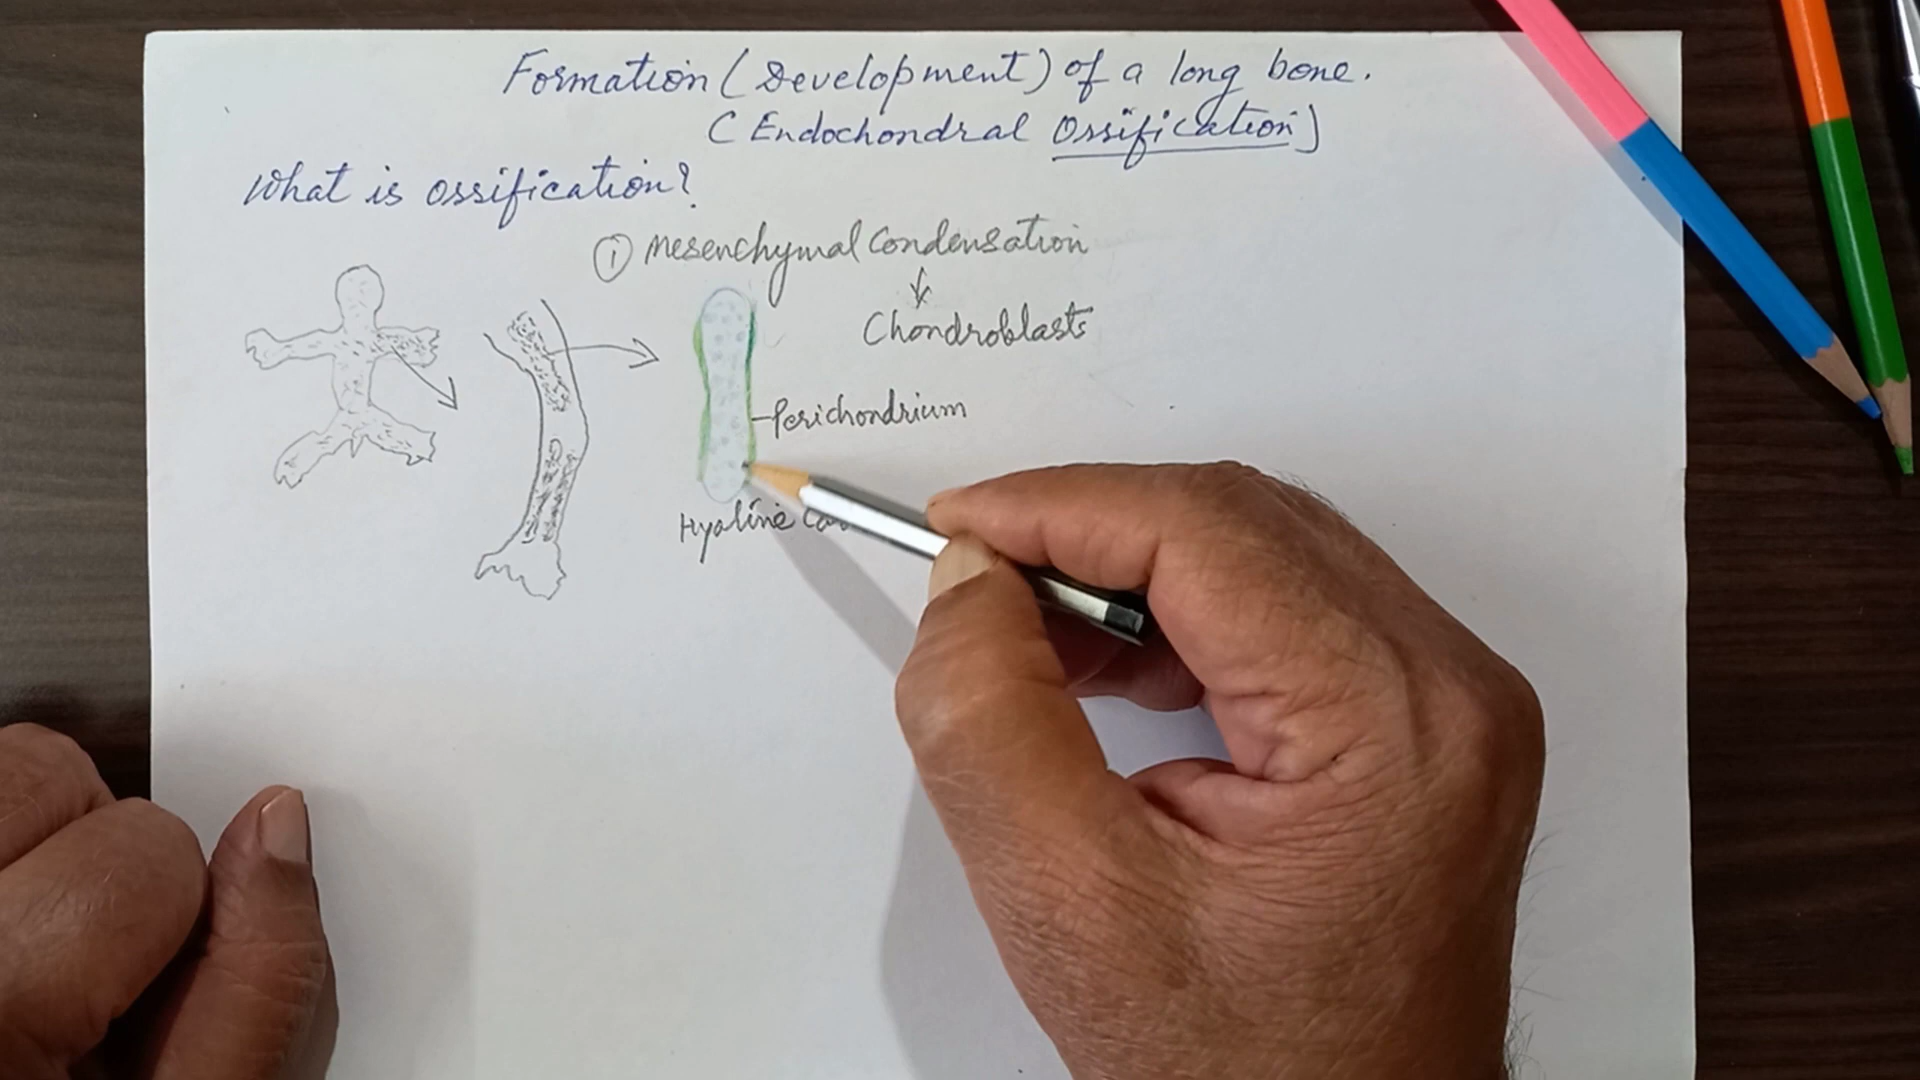 Formation (Development) of a long bone.
( Endochondral Ossification )
What is ossification?
① Mesenchymal Condensation
Chondroblasts
Perichondrium
Hyaline